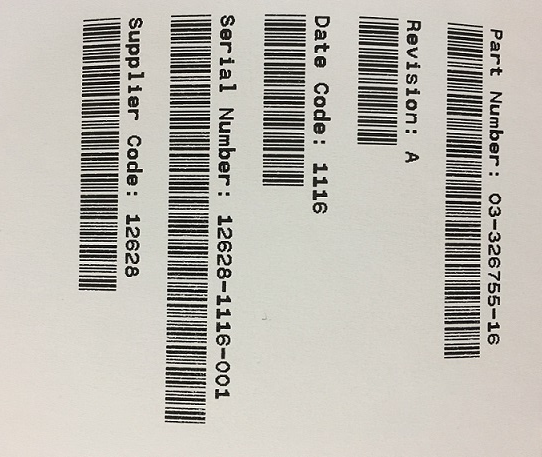 Part Number: 03-326755-16
Revision: A
Date Code: 1116
Serial Number: 12628-1116-001
Supplier Code: 12628